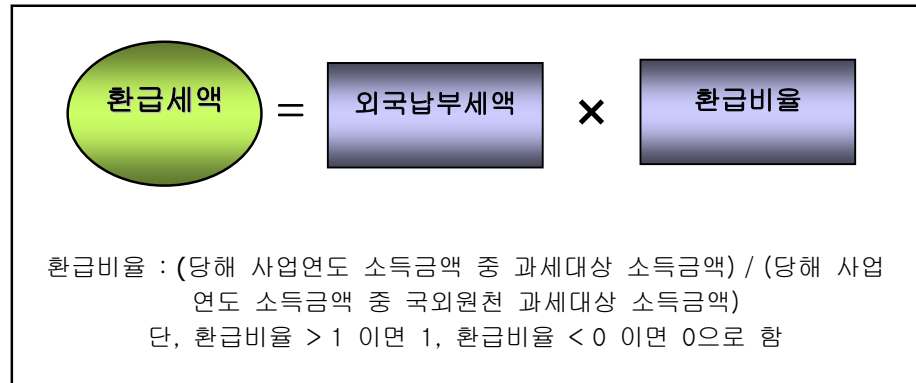 환급세액 = 외국납부세액 × 환급비율
환급비율 : (당해 사업연도 소득금액 중 과세대상 소득금액) / (당해 사업
연도 소득금액 중 국외원천 과세대상 소득금액)
단, 환급비율 > 1 이면 1, 환급비율 < 0 이면 0으로 함